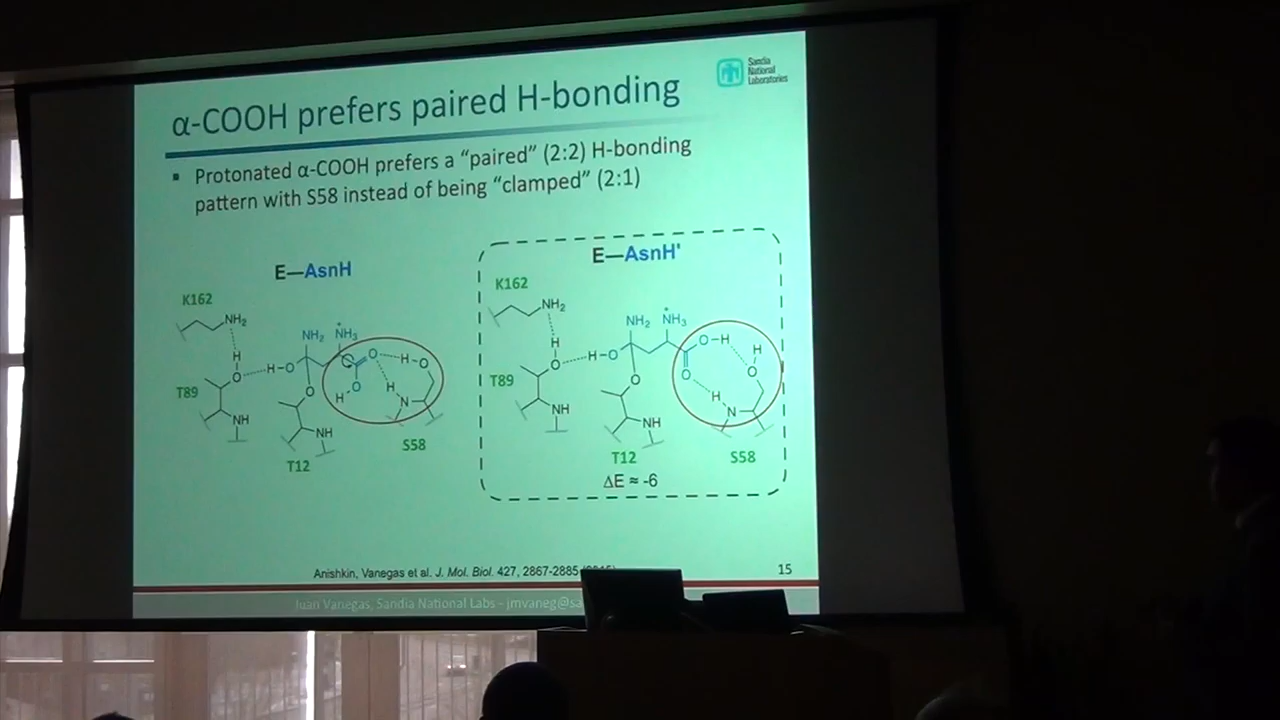 Sandia
National
Laboratories
α-COOH prefers paired H-bonding
▪ Protonated α-COOH prefers a “paired” (2:2) H-bonding
pattern with S58 instead of being “clamped” (2:1)
E—AsnH
K162
NH2
NH2 NH3
+
H
H-O
O
O
H-O
H
O
H
N
T89
O
NH
NH
S58
T12
E—AsnH'
K162
NH2
NH2 NH3
+
O-H
H
H
H-O
O
O
O
H
N
T89
O
NH
NH
T12
S58
ΔE ≈ -6
Anishkin, Vanegas et al. J. Mol. Biol. 427, 2867-2885
15
Juan Vanegas, Sandia National Labs - jmvaneg@sa